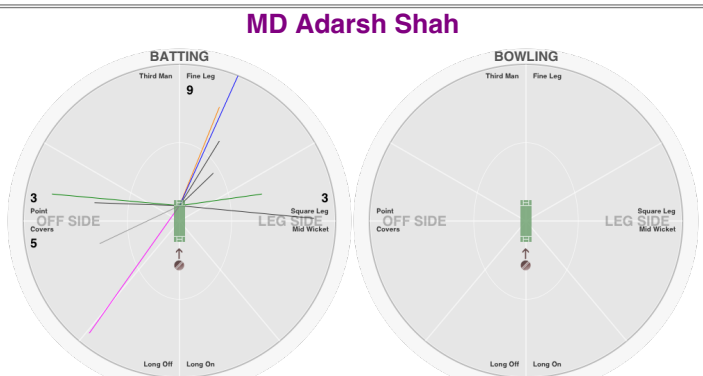 MD Adarsh Shah
BATTING
Third Man
Fine Leg
9
3
Point
OFF SIDE
Covers
5
3
Square Leg
LEG SIDE
Mid Wicket
Long Off
Long On
BOWLING
Third Man
Fine Leg
Point
OFF SIDE
Covers
Square Leg
LEG SIDE
Mid Wicket
Long Off
Long On